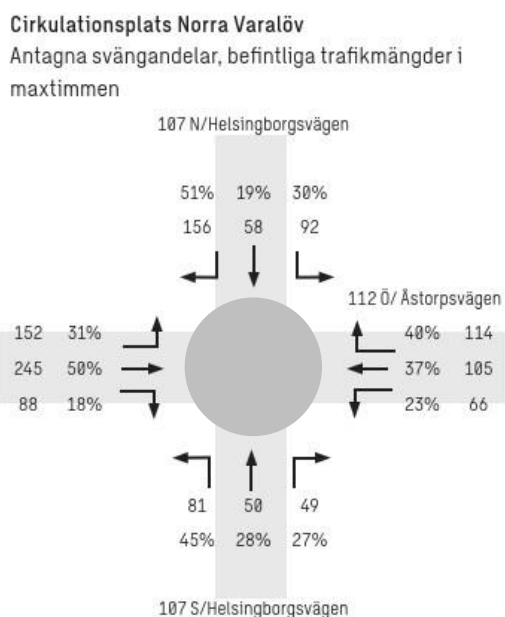 Cirkulationsplats Norra Varalöv
Antagna svängandelar, befintliga trafikmängder i
maxtimmen
107 N/Helsingborgsvägen
51% 19% 30%
156 58 92
112 Ö/ Åstorpsvägen
152 31% 40% 114
245 50% 37% 105
88 18% 23% 66
81 50 49
45% 28% 27%
107 S/Helsingborgsvägen